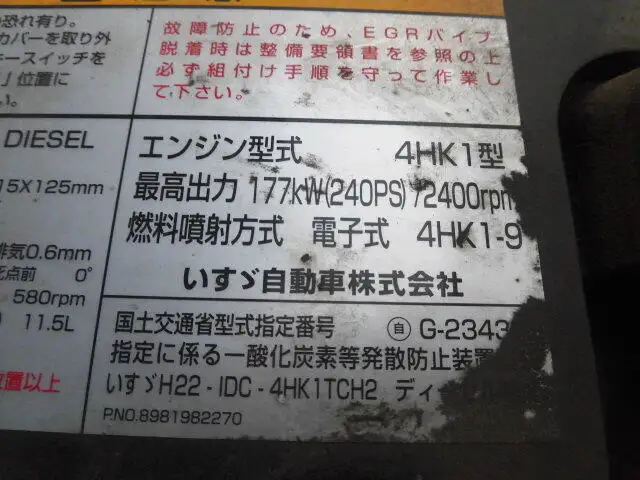 恐れ有り。
カバーを取り外
ースイッチを
」位置に
い。
故障防止のため、EGRパイプ
脱着時は整備要領書を参照の上
必ず組付け手順を守って作業し
て下さい。
DIESEL
15X125mm
排気0.6mm
死点前 0°
580rpm
11.5L
置以上
エンジン型式 4HK1型
最高出力 177kW(240PS)/2400rpm
燃料噴射方式 電子式 4HK1-9
いすゞ自動車株式会社
国土交通省型式指定番号 自 G-2343
指定に係る一酸化炭素等発散防止装置
いすゞH22-IDC-4HK1TCH2 ディーゼル
P.NO.8981982270